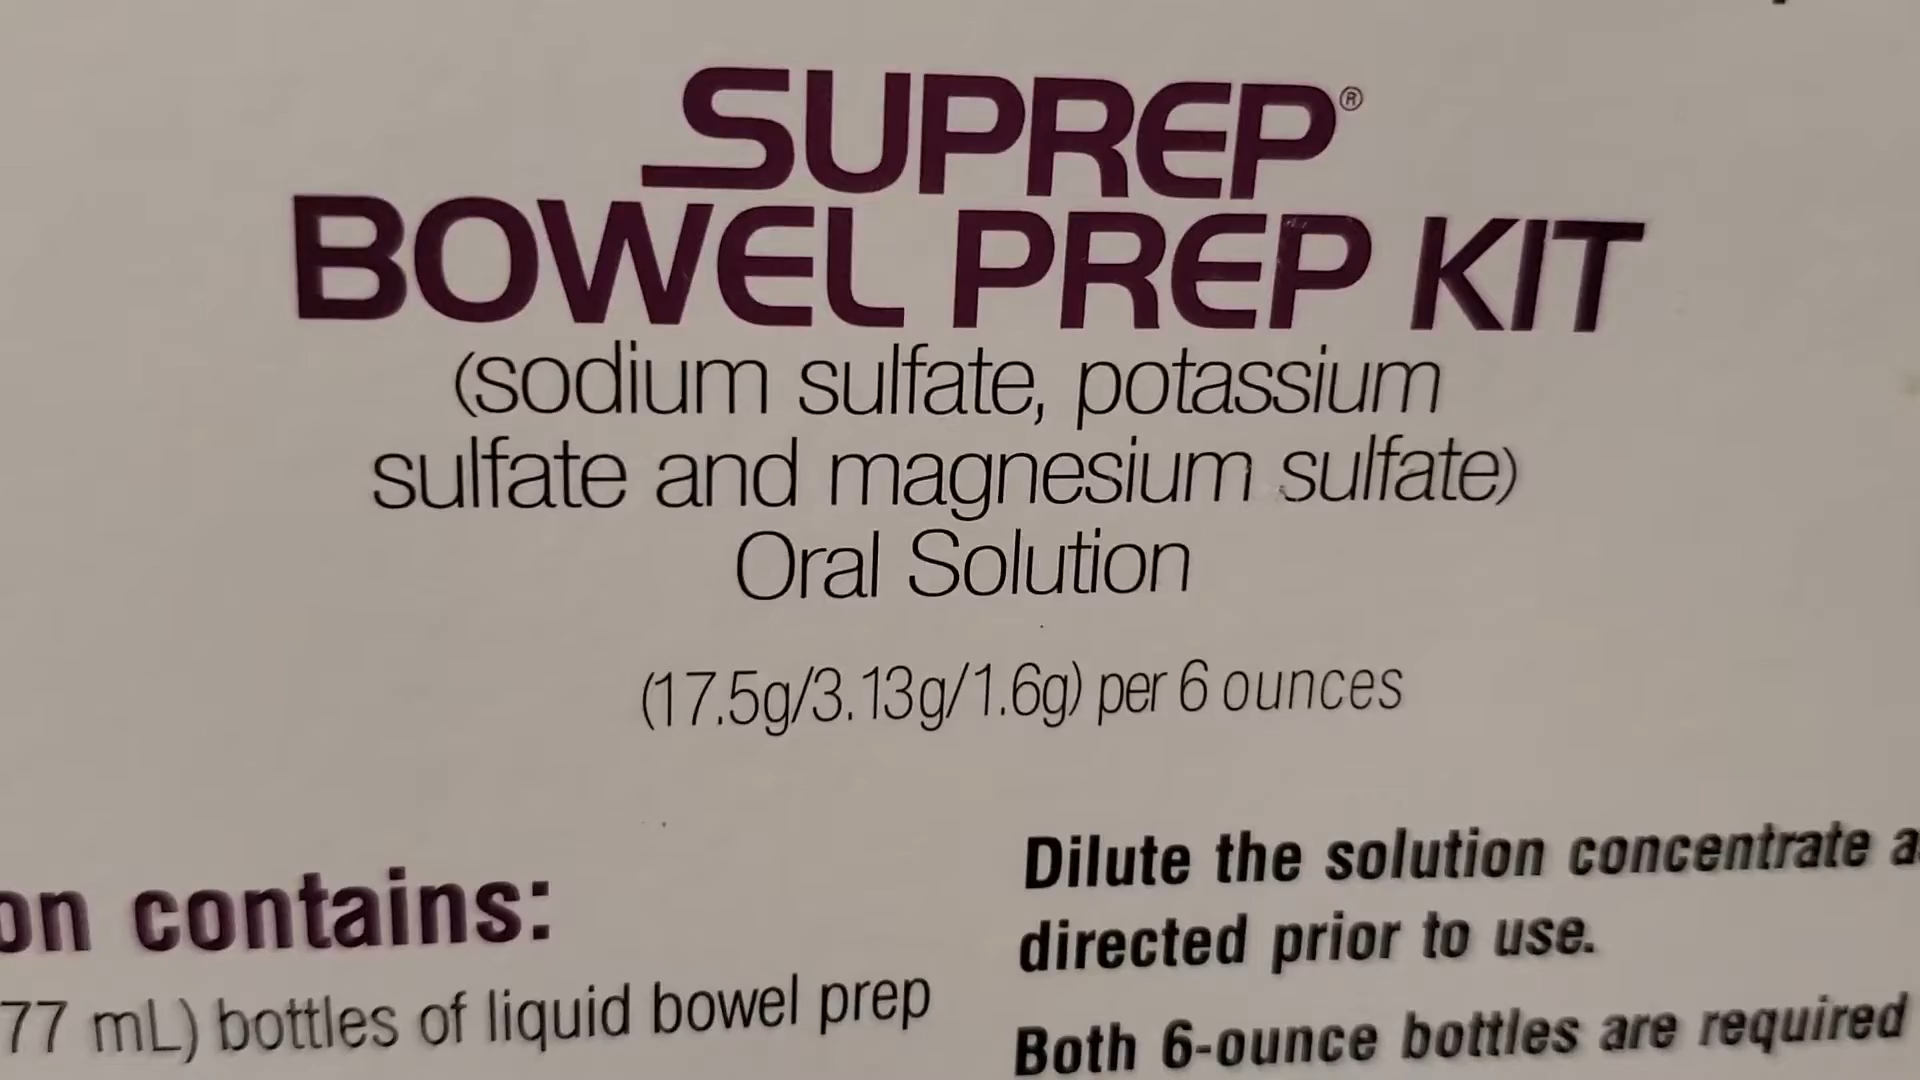 SUPREP®
BOWEL PREP KIT
(sodium sulfate, potassium
sulfate and magnesium sulfate)
Oral Solution
(17.5g/3.13g/1.6g) per 6 ounces
contains:
77 mL) bottles of liquid bowel prep
Dilute the solution concentrate
directed prior to use.
Both 6-ounce bottles are required